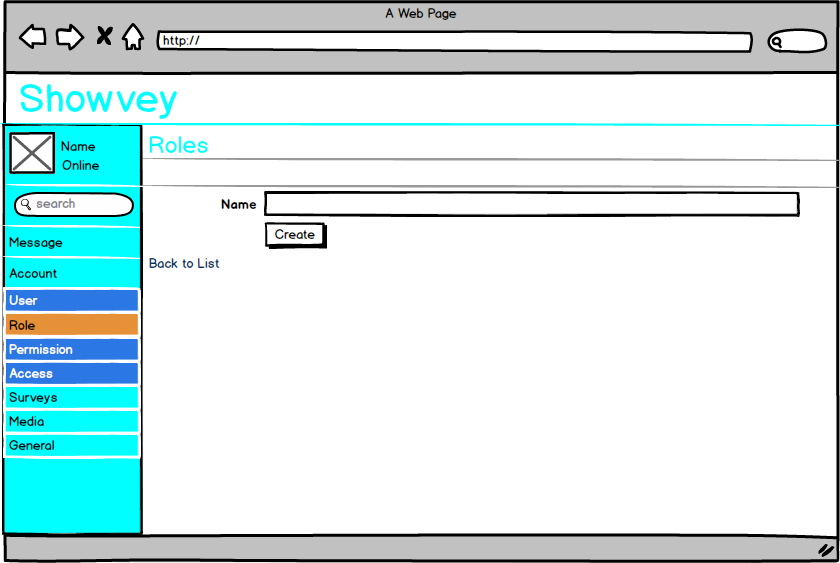 A Web Page
http://
Showvey
Name
Online
search
Message
Account
User
Role
Permission
Access
Surveys
Media
General
Roles
Name
Create
Back to List